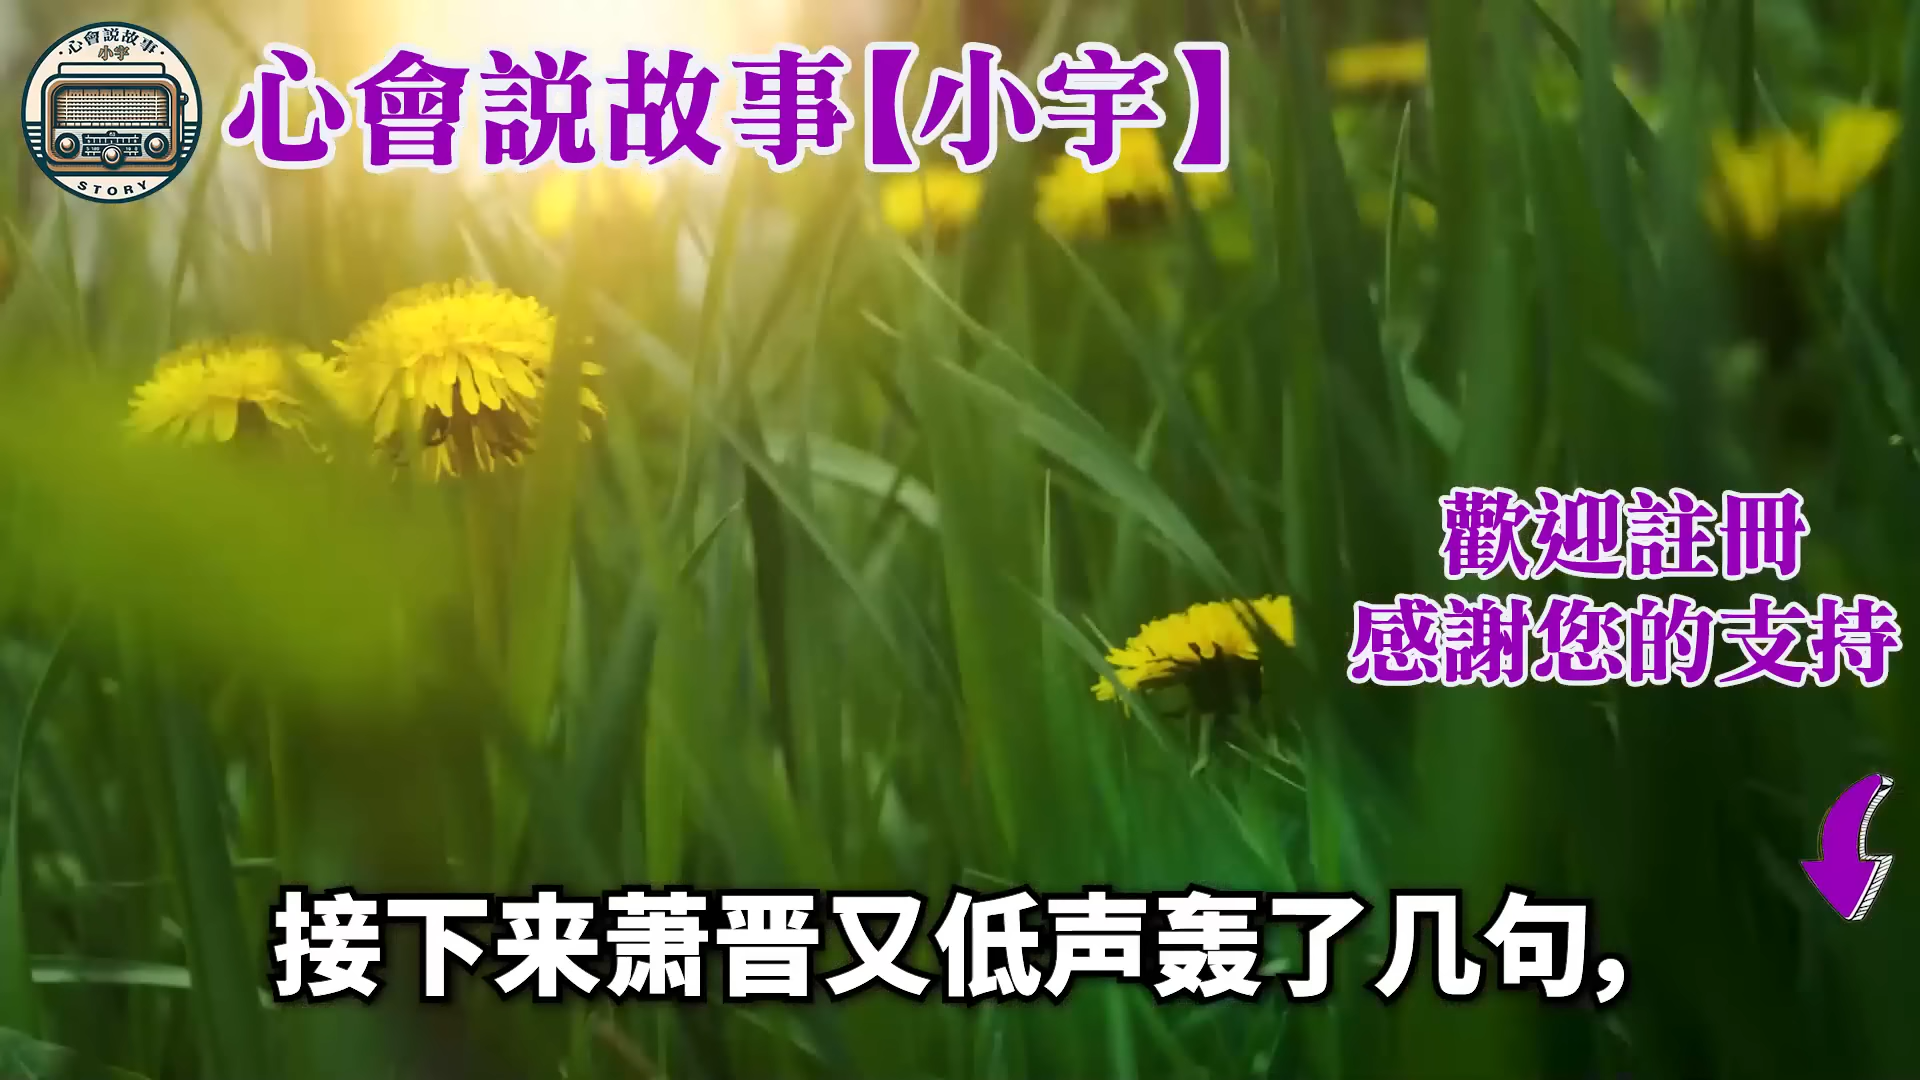 ·心會説故事·
小宇
STORY
心會説故事【小宇】
歡迎註冊
感謝您的支持
接下来萧晋又低声轰了几句,